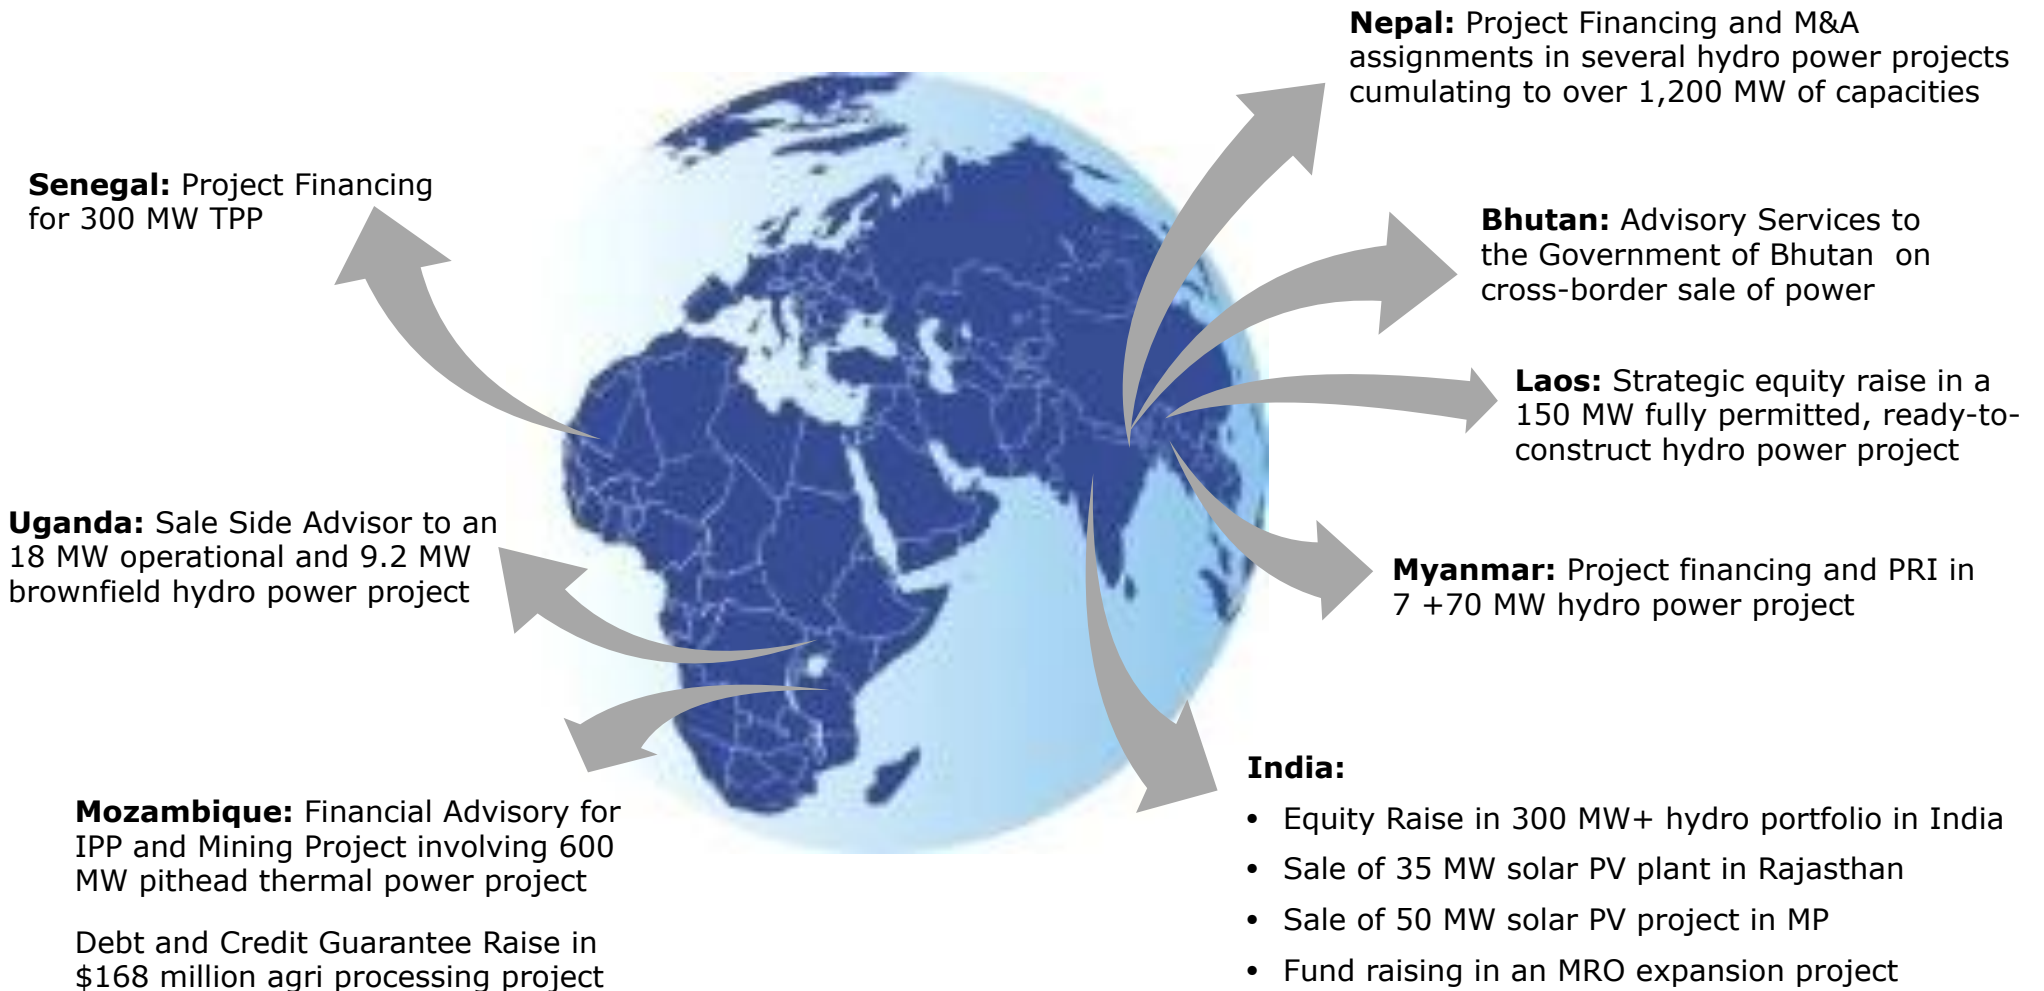 Nepal: Project Financing and M&A
assignments in several hydro power projects
cumulating to over 1,200 MW of capacities
Senegal: Project Financing
for 300 MW TPP
Bhutan: Advisory Services to
the Government of Bhutan  on
cross-border sale of power
Laos: Strategic equity raise in a
150 MW fully permitted, ready-to-
construct hydro power project
Uganda: Sale Side Advisor to an
18 MW operational and 9.2 MW
brownfield hydro power project
Myanmar: Project financing and PRI in
7 +70 MW hydro power project
Mozambique: Financial Advisory for
IPP and Mining Project involving 600
MW pithead thermal power project
Debt and Credit Guarantee Raise in
$168 million agri processing project
India:
• Equity Raise in 300 MW+ hydro portfolio in India
• Sale of 35 MW solar PV plant in Rajasthan
• Sale of 50 MW solar PV project in MP
• Fund raising in an MRO expansion project